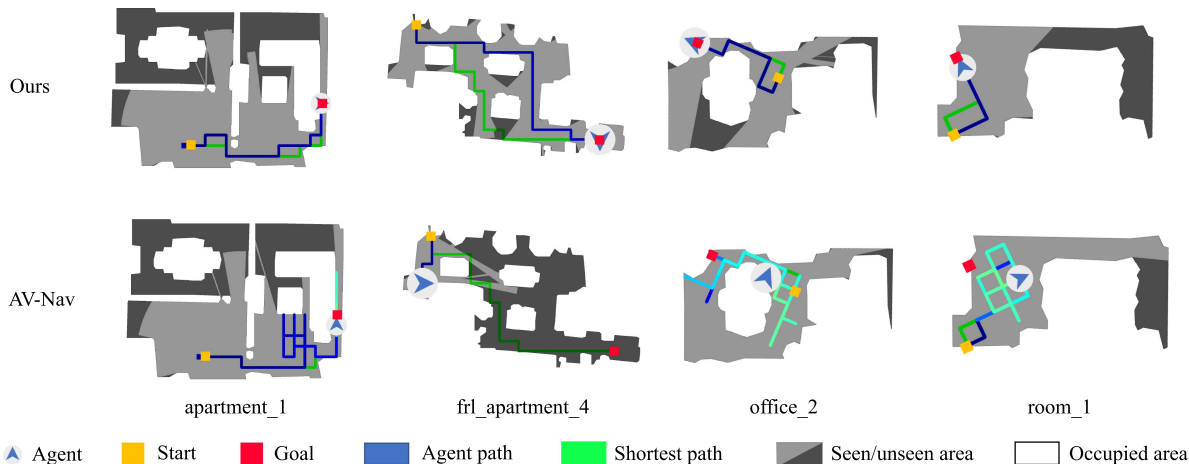 Ours
AV-Nav
apartment_1 frl_apartment_4 office_2 room_1
Agent Start Goal Agent path Shortest path Seen/unseen area Occupied area